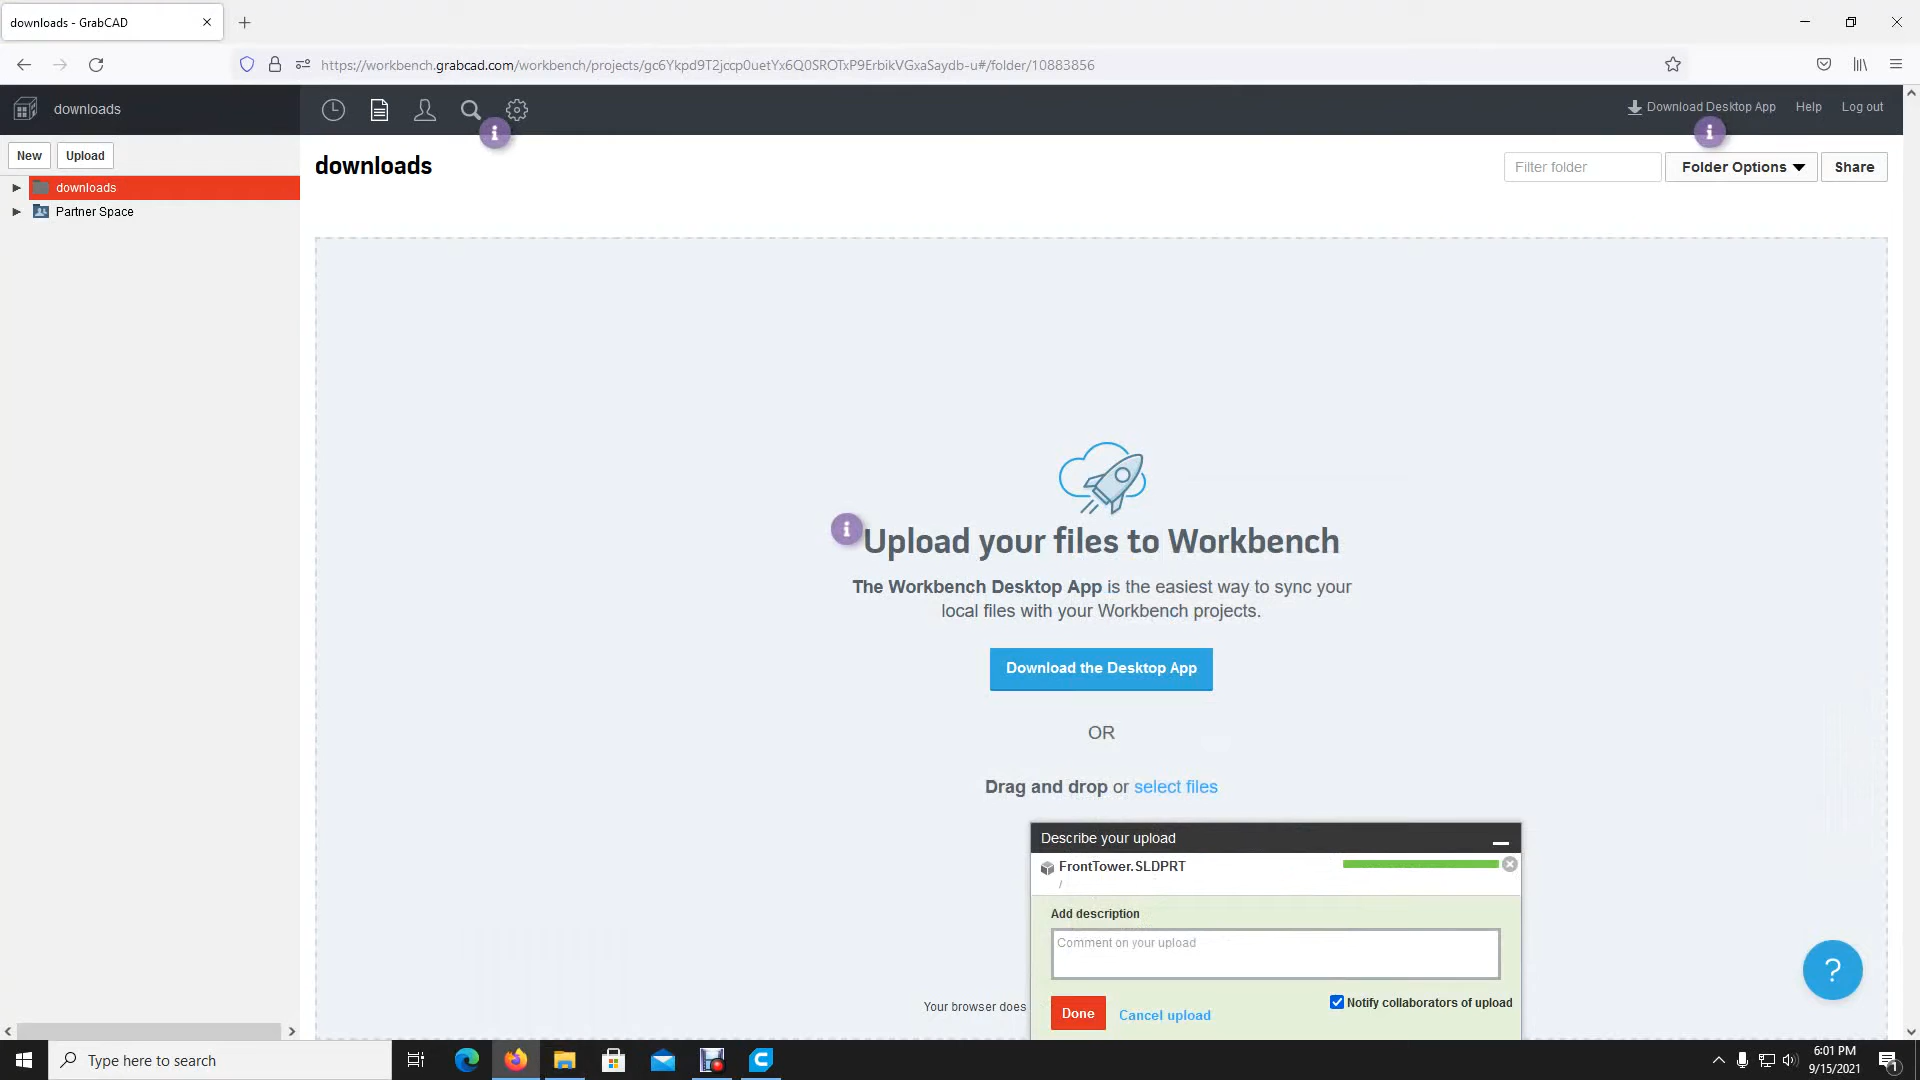 downloads - GrabCAD
https://workbench.grabcad.com/workbench/projects/gc6Ykpd9T2jccp0uetYx6Q0SROTxP9ErbikVGxaSaydb-u#/folder/10883856
downloads
Download Desktop App
Help
Log out
New
Upload
downloads
Filter folder
Folder Options
Share
downloads
Partner Space
Upload your files to Workbench
The Workbench Desktop App is the easiest way to sync your
local files with your Workbench projects.
Download the Desktop App
OR
Drag and drop or select files
Describe your upload
FrontTower.SLDPRT
/
Add description
Comment on your upload
Your browser does
Done
Cancel upload
Notify collaborators of upload
?
Type here to search
6:01 PM
9/15/2021
1